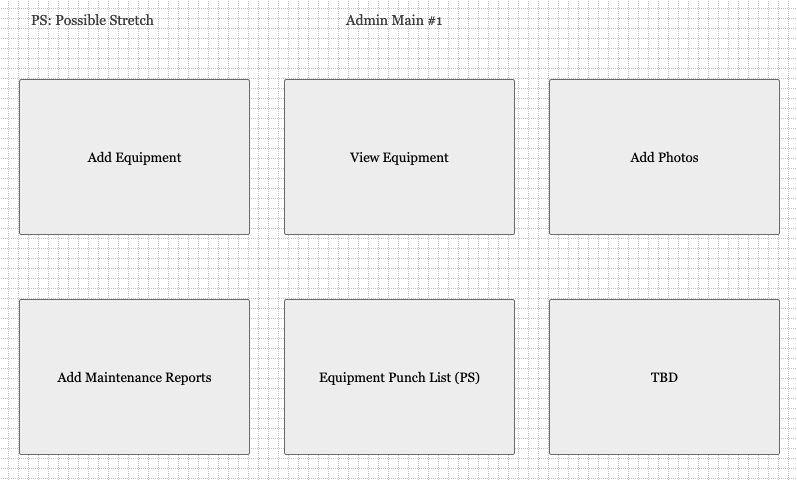 PS: Possible Stretch
Admin Main #1
Add Equipment
View Equipment
Add Photos
Add Maintenance Reports
Equipment Punch List (PS)
TBD